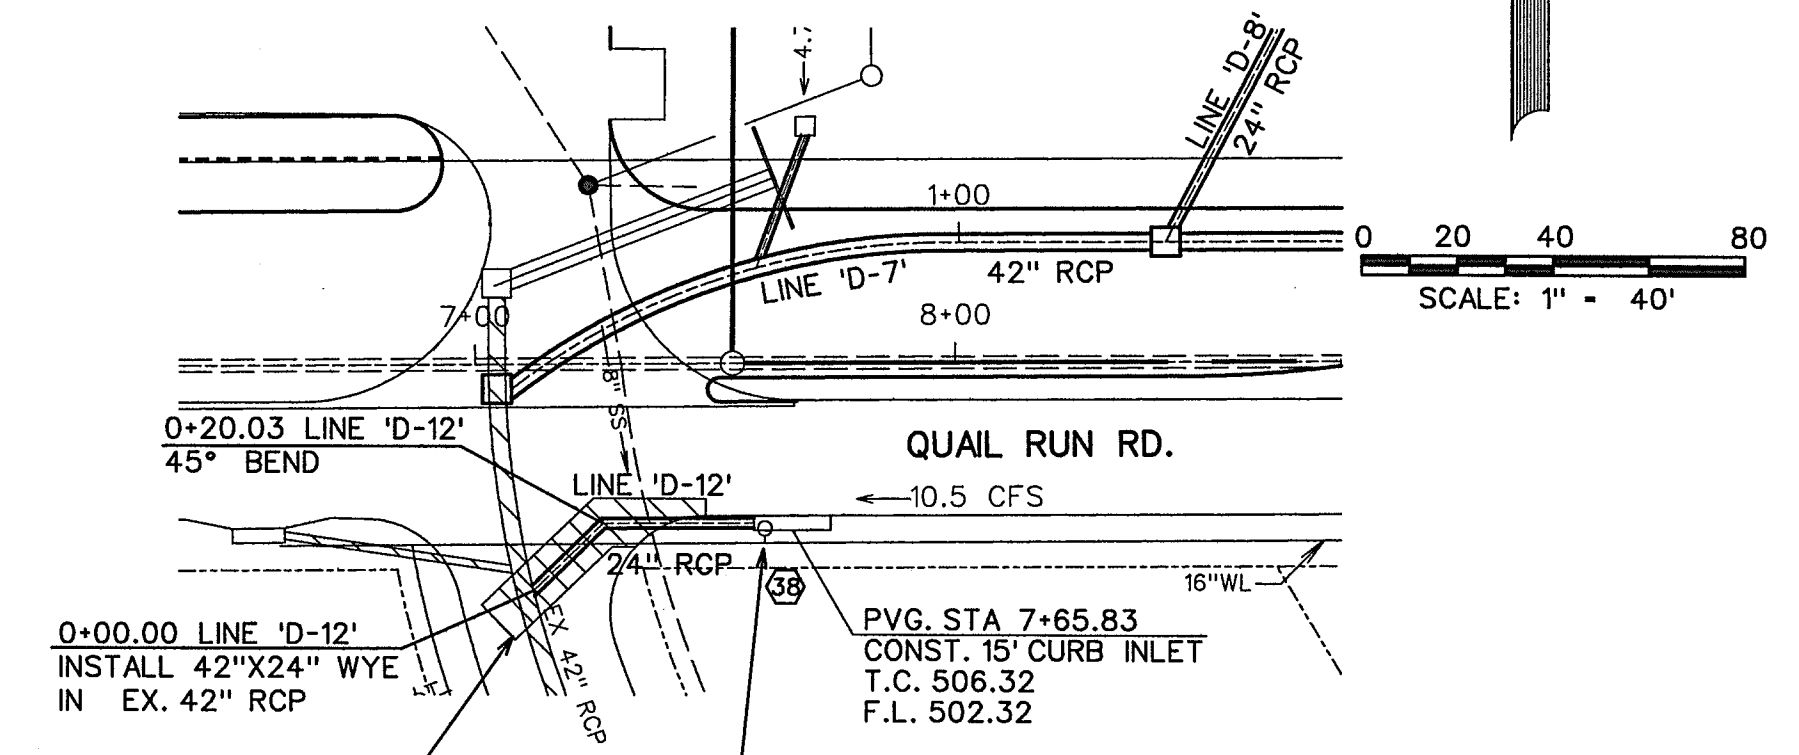 4.7
LINE 'D-8'
24" RCP
1+00
LINE 'D-7'
42" RCP
0 20 40 80
SCALE: 1" = 40'
7+00
8+00
8" SS
0+20.03 LINE 'D-12'
45° BEND
QUAIL RUN RD.
LINE 'D-12'
10.5 CFS
24" RCP
38
16"WL
0+00.00 LINE 'D-12'
INSTALL 42"X24" WYE
IN EX. 42" RCP
EX 42" RCP
PVG. STA 7+65.83
CONST. 15' CURB INLET
T.C. 506.32
F.L. 502.32